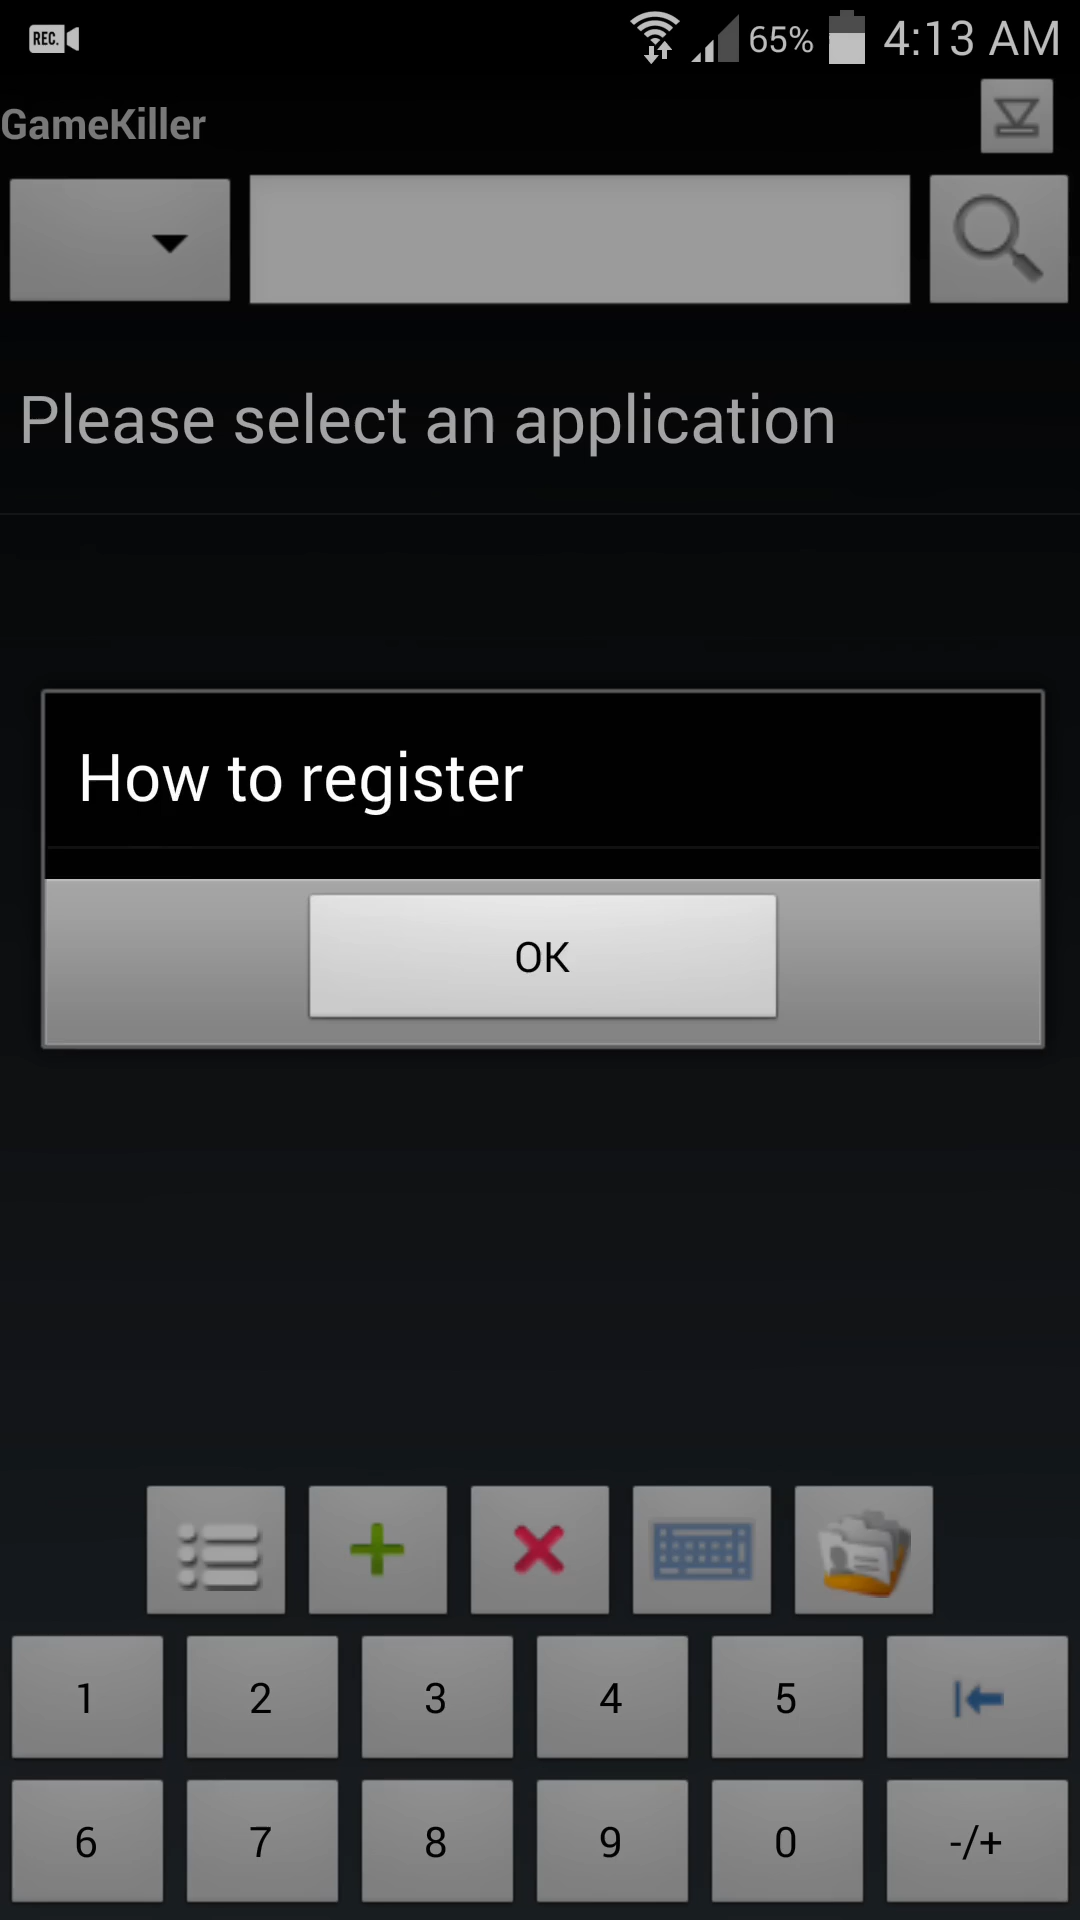 REC. 65% 4:13 AM
GameKiller
Please select an application
How to register
OK
1 2 3 4 5
6 7 8 9 0 -/+